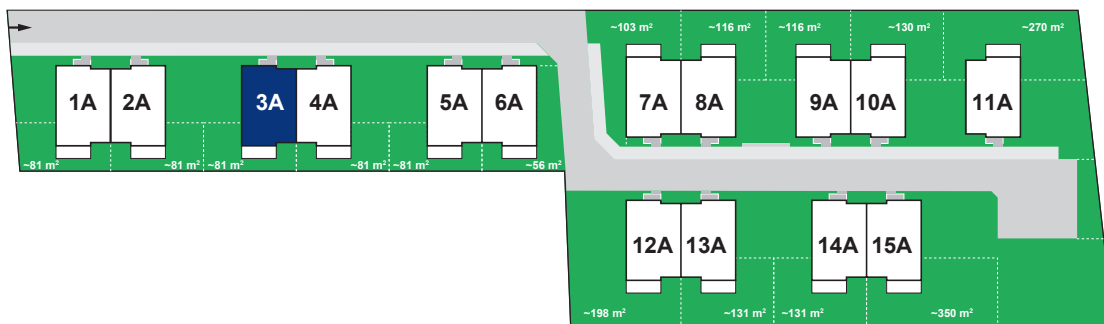 ~103 m² ~116 m² ~116 m² ~130 m² ~270 m²
1A 2A 3A 4A 5A 6A 7A 8A 9A 10A 11A
~81 m² ~81 m² ~81 m² ~81 m² ~81 m² ~56 m²
12A 13A 14A 15A
~198 m² ~131 m² ~131 m² ~350 m²